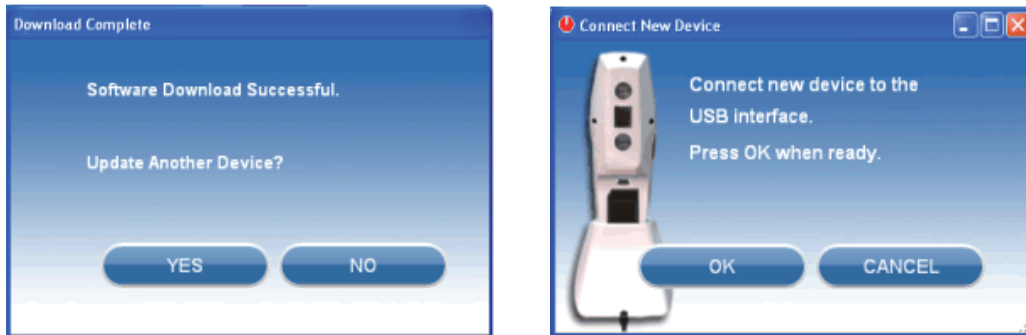 Download Complete
Software Download Successful.
Update Another Device?
YES
NO
Connect New Device
Connect new device to the
USB interface.
Press OK when ready.
OK
CANCEL